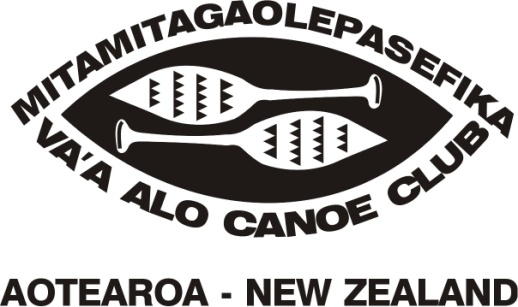 MITAMITAGAOLEPASEFIKA
VA'A ALO CANOE CLUB
AOTEAROA - NEW ZEALAND